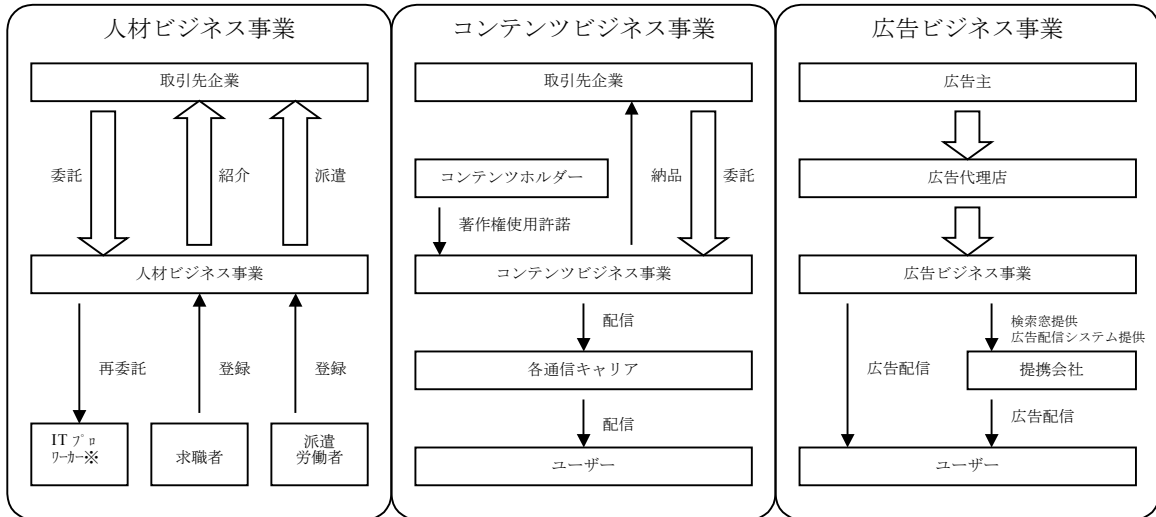 人材ビジネス事業
取引先企業
委託
紹介
派遣
人材ビジネス事業
再委託
登録
登録
IT プロ
ワーカー※
求職者
派遣
労働者
コンテンツビジネス事業
取引先企業
コンテンツホルダー
納品
委託
著作権使用許諾
コンテンツビジネス事業
配信
各通信キャリア
配信
ユーザー
広告ビジネス事業
広告主
広告代理店
広告ビジネス事業
検索窓提供
広告配信システム提供
広告配信
提携会社
広告配信
ユーザー